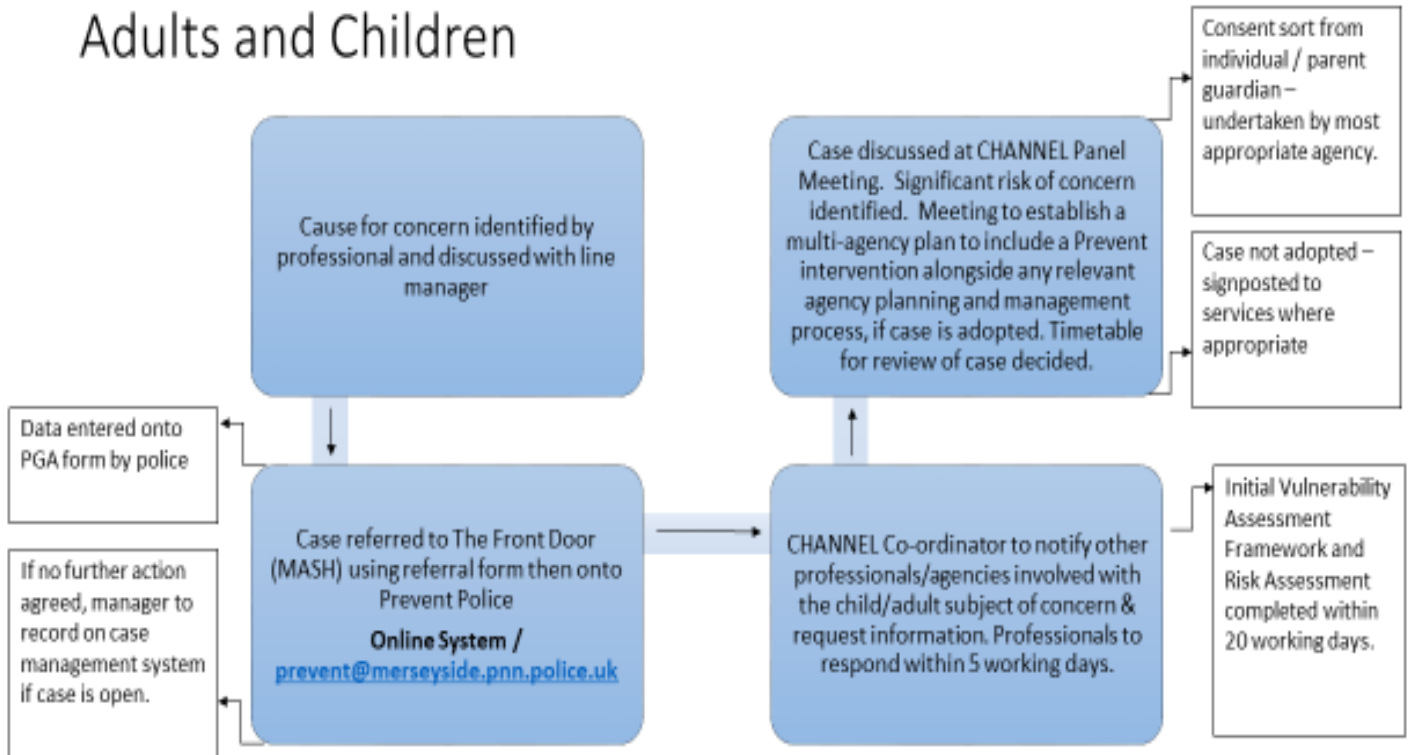 Adults and Children
Cause for concern identified by
professional and discussed with line
manager
Data entered onto
PGA form by police
Case referred to The Front Door
(MASH) using referral form then onto
Prevent Police
Online System /
prevent@merseyside.pnn.police.uk
If no further action
agreed, manager to
record on case
management system
if case is open.
CHANNEL Co-ordinator to notify other
professionals/agencies involved with
the child/adult subject of concern &
request information. Professionals to
respond within 5 working days.
Initial Vulnerability
Assessment
Framework and
Risk Assessment
completed within
20 working days.
Case discussed at CHANNEL Panel
Meeting.  Significant risk of concern
identified.  Meeting to establish a
multi-agency plan to include a Prevent
intervention alongside any relevant
agency planning and management
process, if case is adopted. Timetable
for review of case decided.
Consent sort from
individual / parent
guardian –
undertaken by most
appropriate agency.
Case not adopted –
signposted to
services where
appropriate